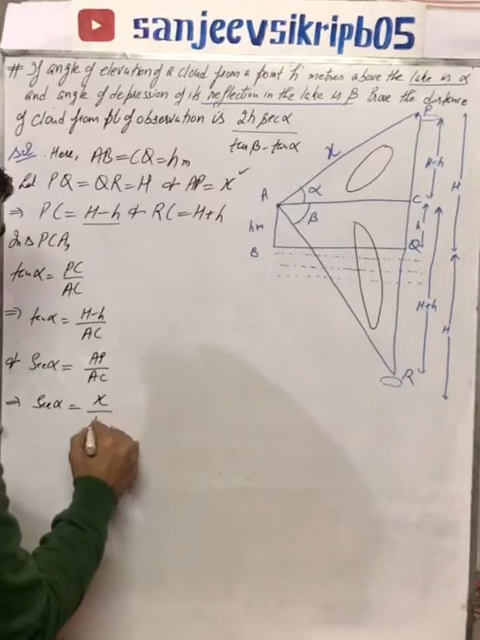 sanjeevsikripb05
# If angle of elevation of a cloud from a point h metres above the lake is α
and angle of depression of its reflection in the lake is β Prove the distance
of cloud from pt of observation is 2h secα / tanβ - tanα
Sol: Here, AB = CQ = hm
Let PQ = QR = H & AP = X
⇒ PC = H-h & RC = H+h
In △ PCA,
tanα = PC / AC
⇒ tanα = H-h / AC
& Secα = AP / AC
⇒ Secα = X
P
X
H-h
H
A
α
C
β
hm
h
B
Q
H+h
H
R